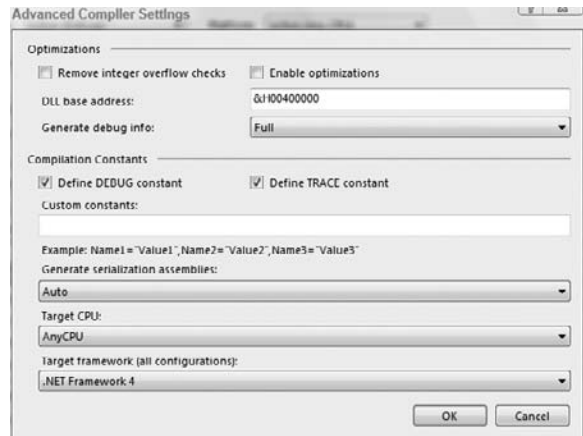 Advanced Compiler Settings
Optimizations
Remove integer overflow checks
Enable optimizations
DLL base address:
&H00400000
Generate debug info:
Full
Compilation Constants
Define DEBUG constant
Define TRACE constant
Custom constants:
Example: Name1="Value1",Name2="Value2",Name3="Value3"
Generate serialization assemblies:
Auto
Target CPU:
AnyCPU
Target framework (all configurations):
.NET Framework 4
OK
Cancel